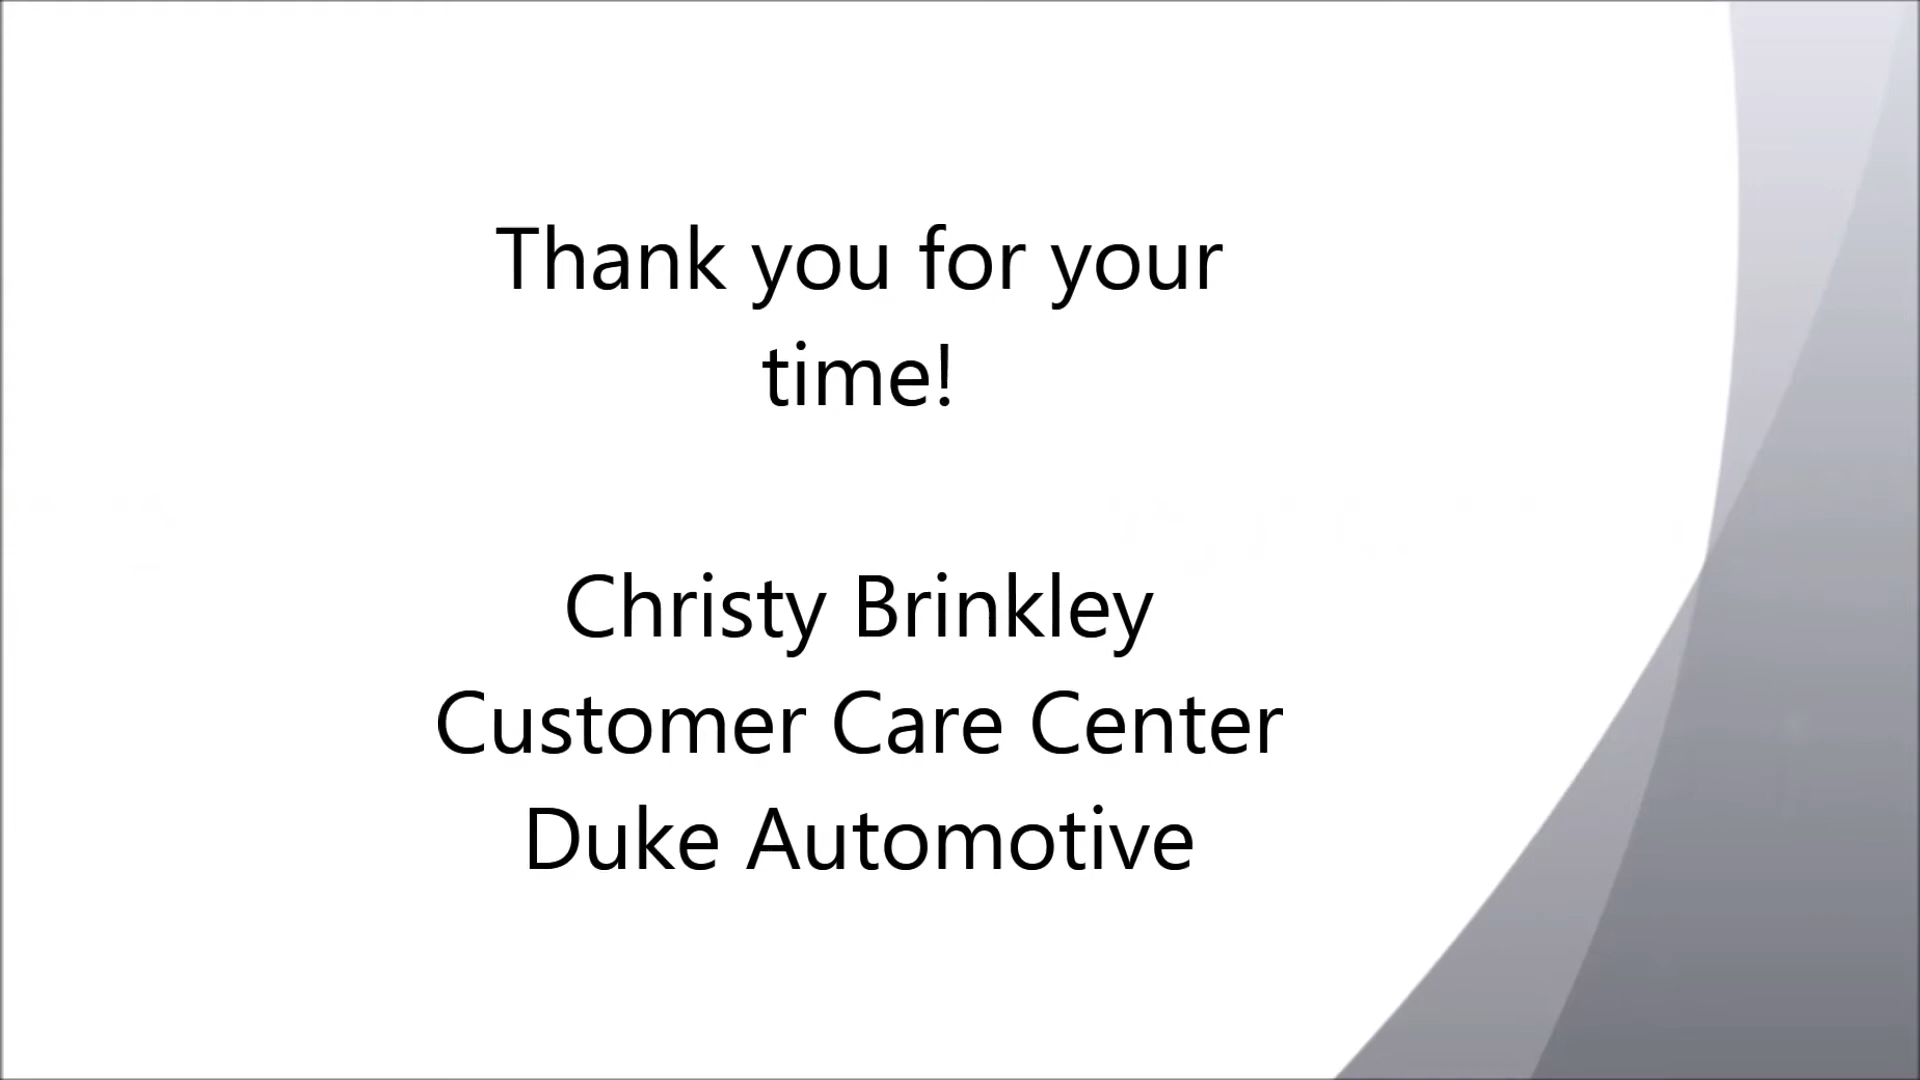 Thank you for your
time!
Christy Brinkley
Customer Care Center
Duke Automotive